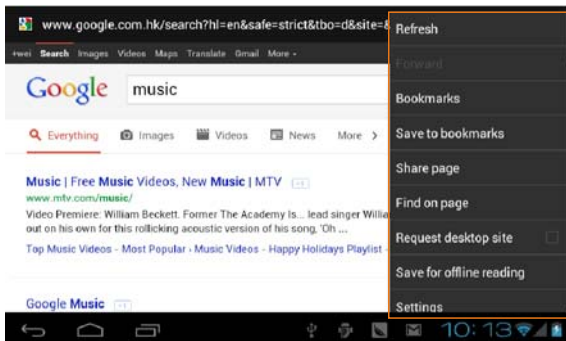 www.google.com.hk/search?hl=en&safe=strict&tbo=d&site=&
+wei Search Images Videos Maps Translate Gmail More
Google music
Everything Images Videos News More >
Music | Free Music Videos, New Music | MTV +1
www.mtv.com/music/
Video Premiere: William Beckett. Former The Academy Is... lead singer Willia
out on his own for this rollicking acoustic version of his song, 'Oh ...
Top Music Videos - Most Popular - Music Videos - Happy Holidays Playlist -
Google Music +1
Refresh
Forward
Bookmarks
Save to bookmarks
Share page
Find on page
Request desktop site
Save for offline reading
Settings
10:13